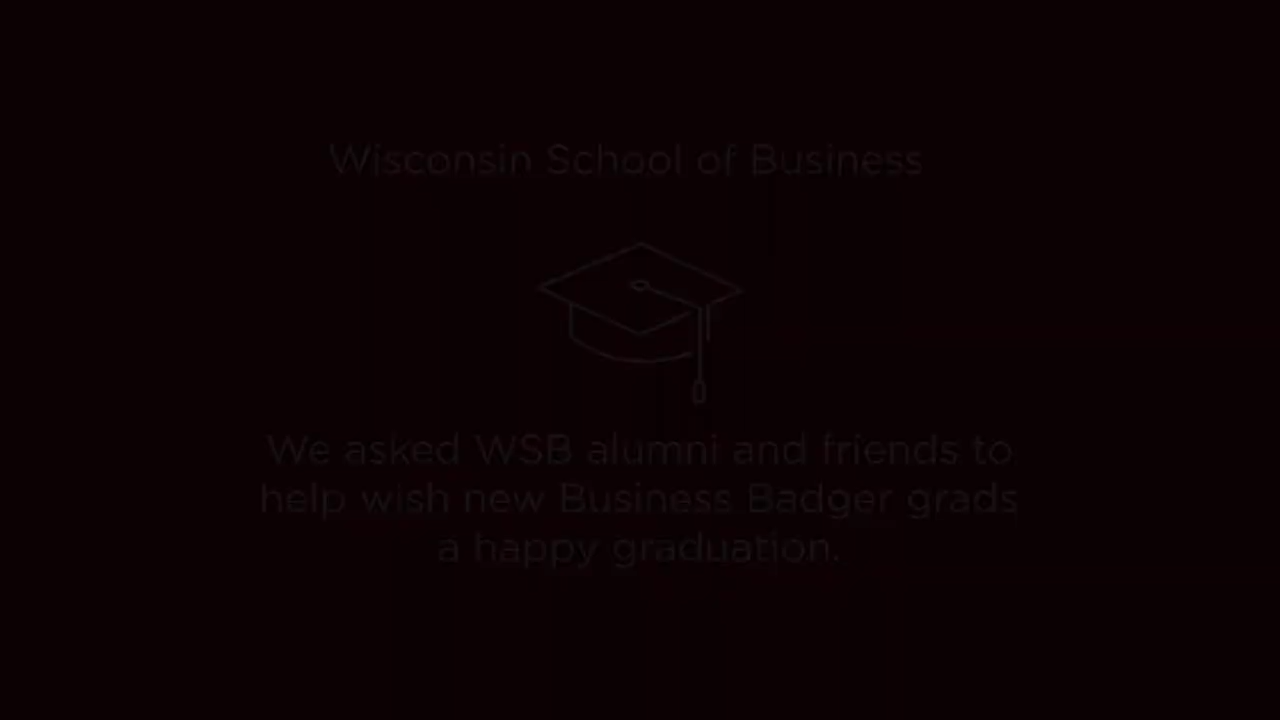 Wisconsin School of Business
We asked WSB alumni and friends to
help wish new Business Badger grads
a happy graduation.